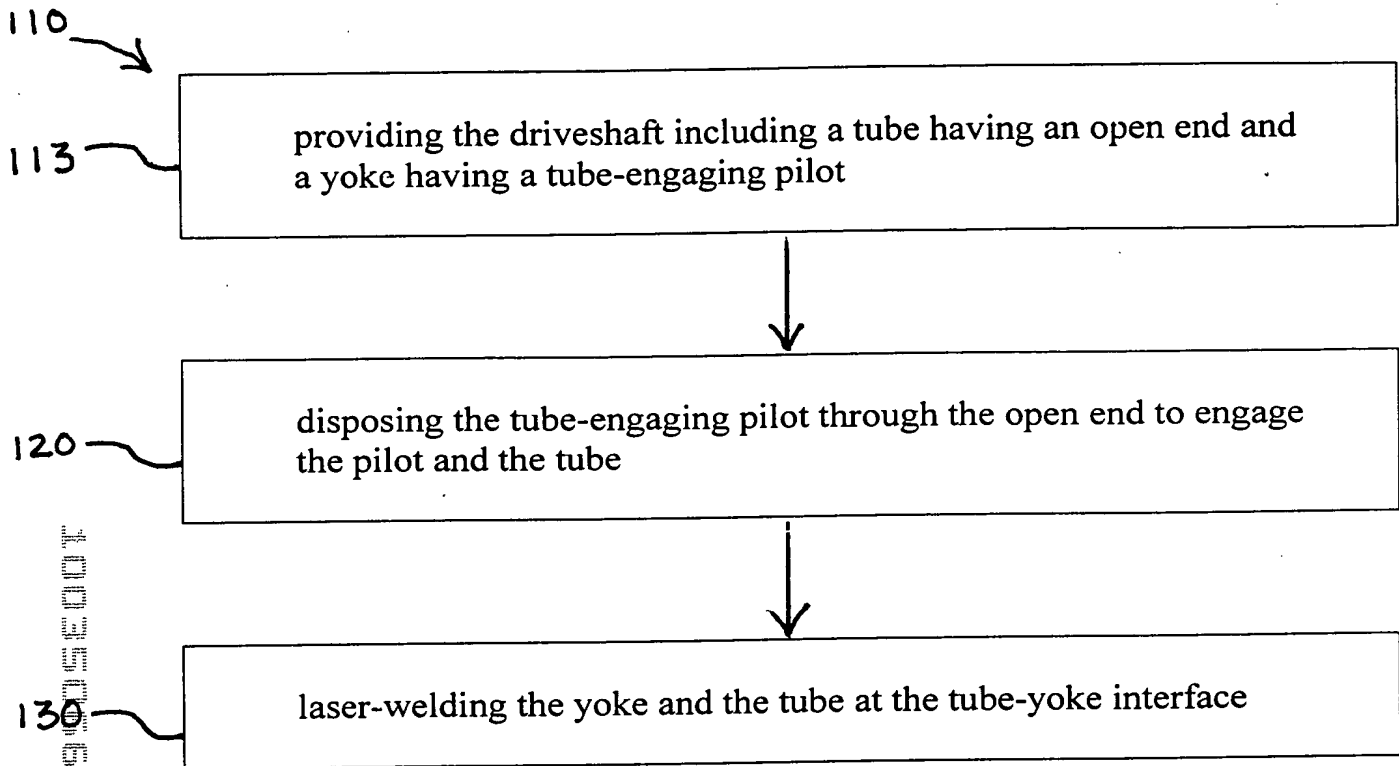 110
113
providing the driveshaft including a tube having an open end and
a yoke having a tube-engaging pilot
120
disposing the tube-engaging pilot through the open end to engage
the pilot and the tube
130
laser-welding the yoke and the tube at the tube-yoke interface